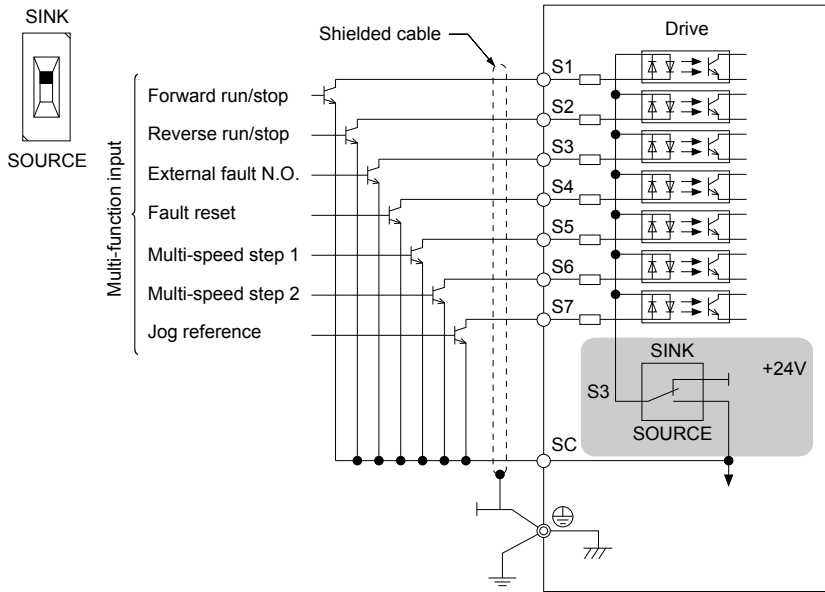 SINK
SOURCE
Shielded cable
Drive
Multi-function input
Forward run/stop
Reverse run/stop
External fault N.O.
Fault reset
Multi-speed step 1
Multi-speed step 2
Jog reference
S1
S2
S3
S4
S5
S6
S7
SINK
+24V
S3
SOURCE
SC